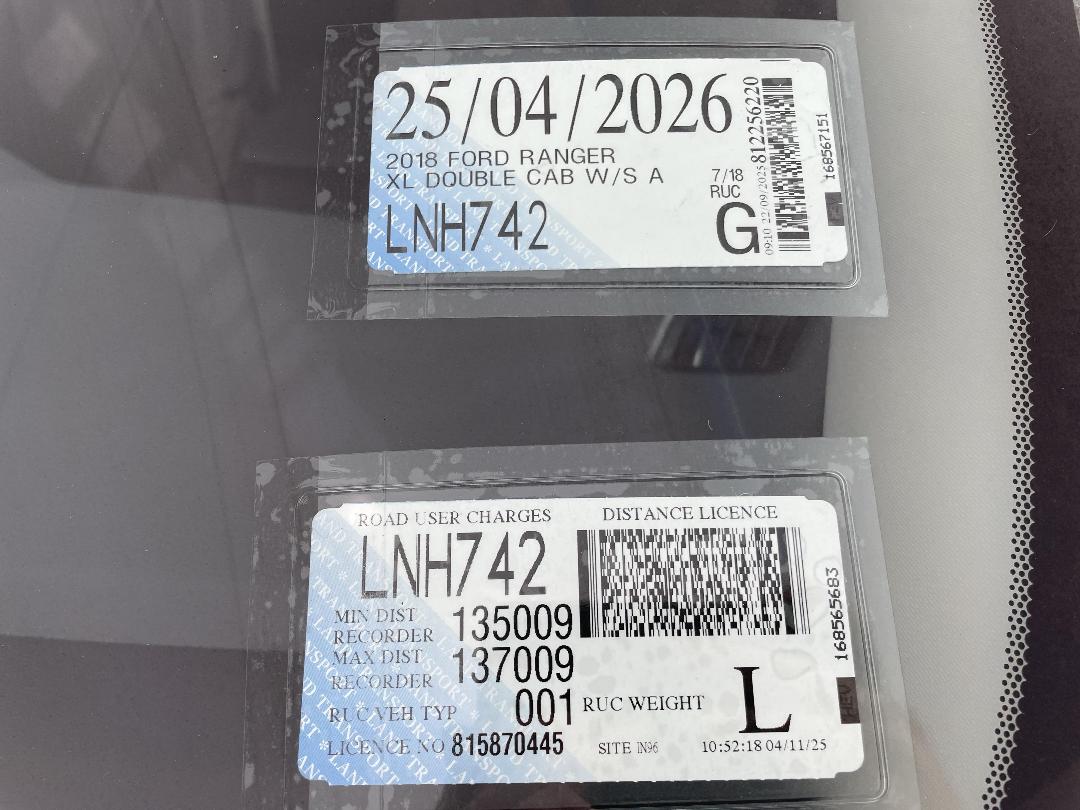 25/04/2026
2018 FORD RANGER
XL DOUBLE CAB W/S A
7/18
RUC
LNH742
G
09:10 22/09/2025 812256220
168567151
ROAD USER CHARGES
DISTANCE LICENCE
LNH742
MIN DIST
RECORDER 135009
MAX DIST
RECORDER 137009
RUC VEH TYP 001
RUC WEIGHT L
LICENCE NO 815870445
SITE IN96
10:52:18 04/11/25
168565683